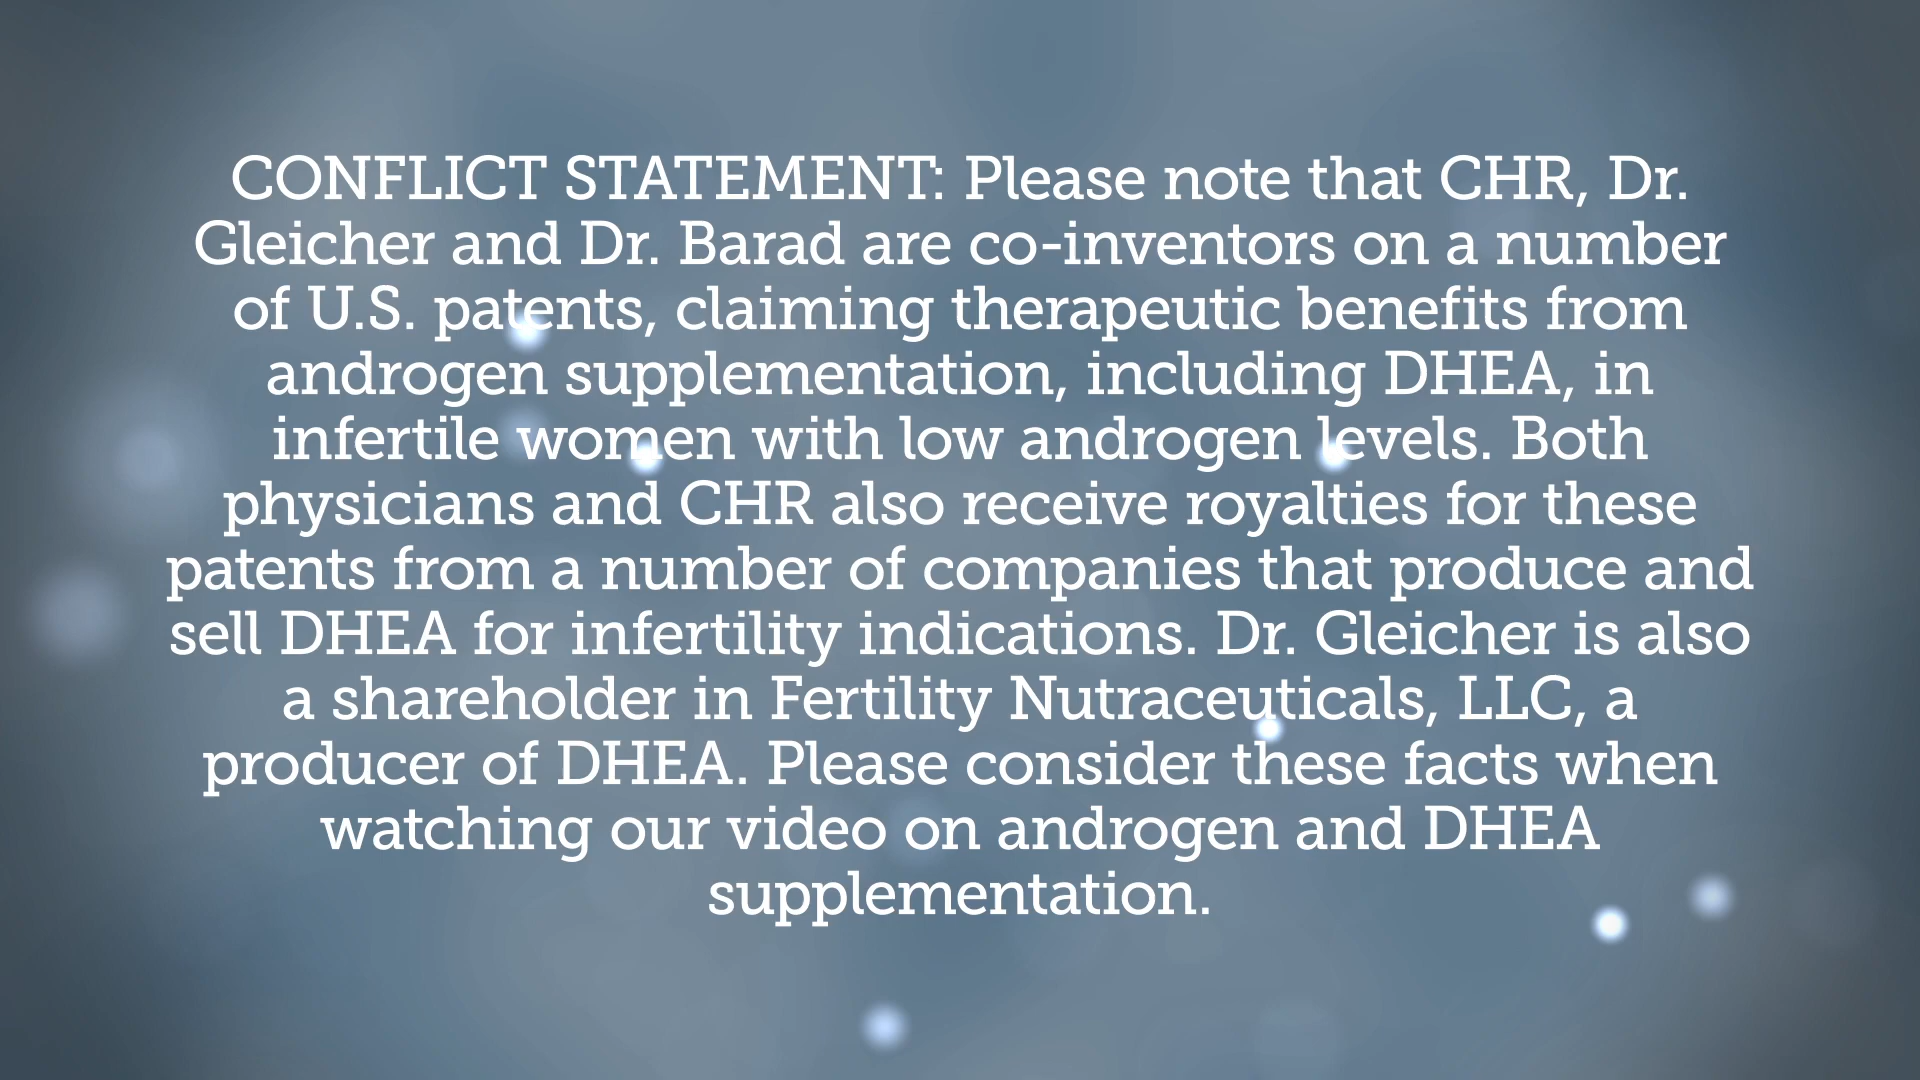 CONFLICT STATEMENT: Please note that CHR, Dr.
Gleicher and Dr. Barad are co-inventors on a number
of U.S. patents, claiming therapeutic benefits from
androgen supplementation, including DHEA, in
infertile women with low androgen levels. Both
physicians and CHR also receive royalties for these
patents from a number of companies that produce and
sell DHEA for infertility indications. Dr. Gleicher is also
a shareholder in Fertility Nutraceuticals, LLC, a
producer of DHEA. Please consider these facts when
watching our video on androgen and DHEA
supplementation.